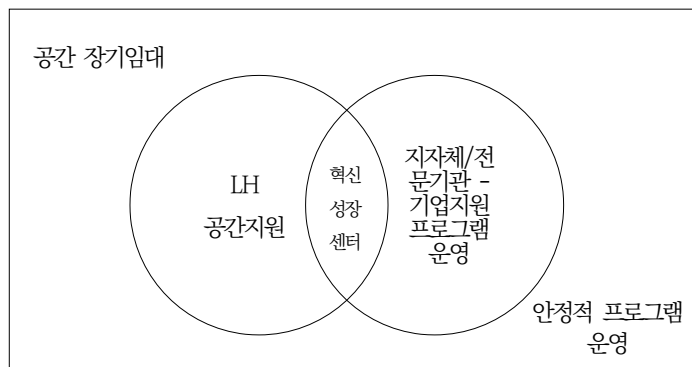 공간 장기임대
LH
공간지원
혁신
성장
센터
지자체/전
문기관 -
기업지원
프로그램
운영
안정적 프로그램
운영